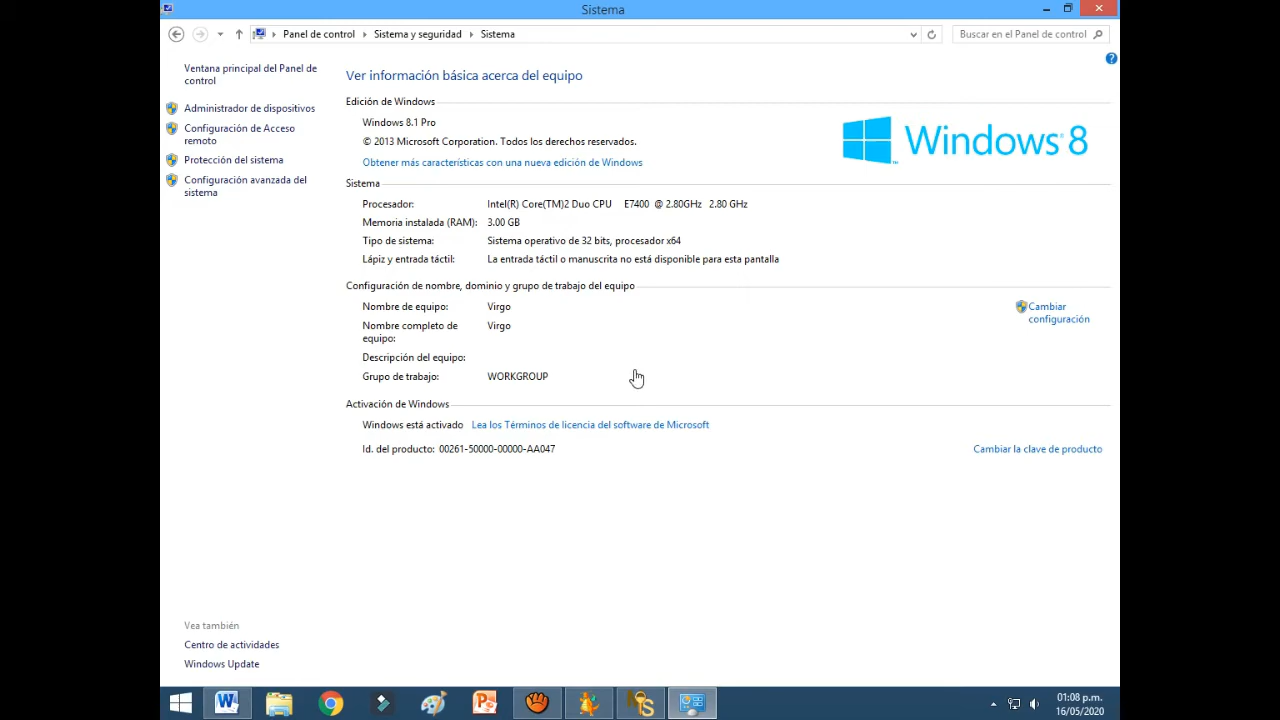 Sistema
Panel de control
Sistema y seguridad
Sistema
Buscar en el Panel de control
Ventana principal del Panel de
control
Administrador de dispositivos
Configuración de Acceso
remoto
Protección del sistema
Configuración avanzada del
sistema
Ver información básica acerca del equipo
Edición de Windows
Windows 8.1 Pro
© 2013 Microsoft Corporation. Todos los derechos reservados.
Obtener más características con una nueva edición de Windows
Windows 8
Sistema
Procesador: Intel(R) Core(TM)2 Duo CPU E7400 @ 2.80GHz 2.80 GHz
Memoria instalada (RAM): 3.00 GB
Tipo de sistema: Sistema operativo de 32 bits, procesador x64
Lápiz y entrada táctil: La entrada táctil o manuscrita no está disponible para esta pantalla
Configuración de nombre, dominio y grupo de trabajo del equipo
Nombre de equipo: Virgo
Cambiar
configuración
Nombre completo de
equipo:
Virgo
Descripción del equipo:
Grupo de trabajo: WORKGROUP
Activación de Windows
Windows está activado Lea los Términos de licencia del software de Microsoft
Id. del producto: 00261-50000-00000-AA047
Cambiar la clave de producto
Vea también
Centro de actividades
Windows Update
01:08 p.m.
16/05/2020